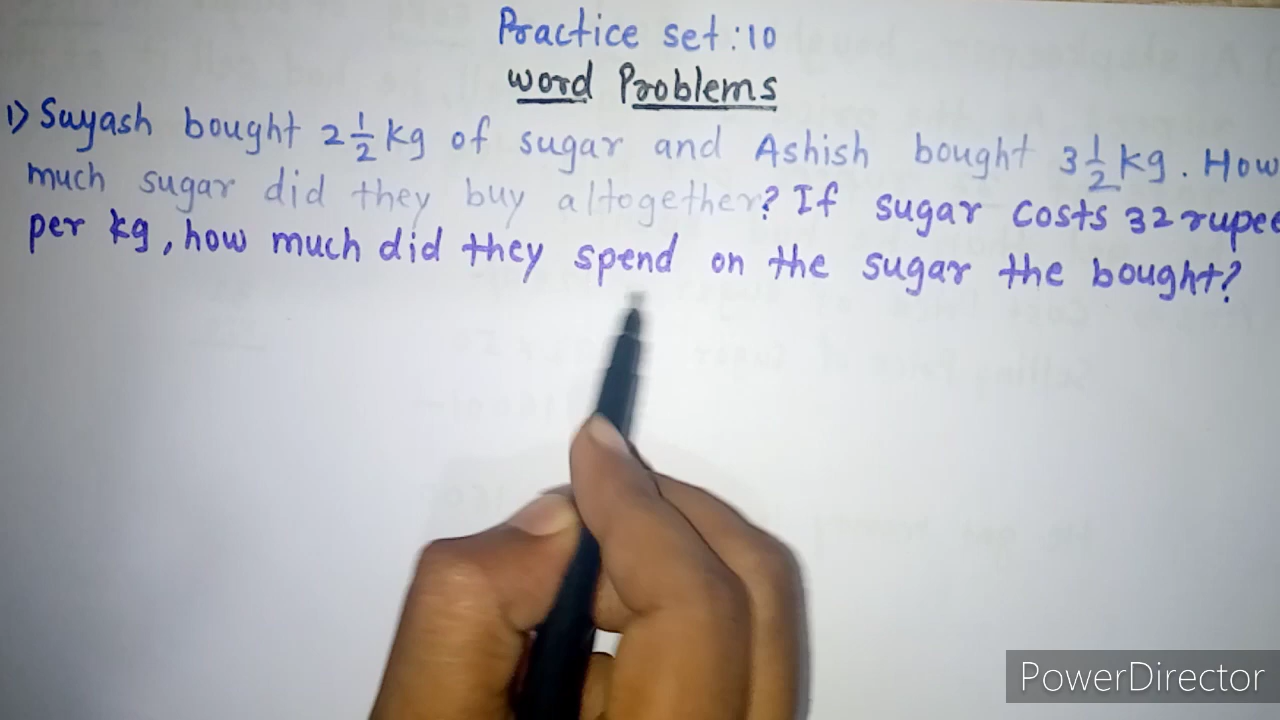 Practice set:10
Word Problems
1) Suyash bought 2 1/2 kg of sugar and Ashish bought 3 1/2 kg. How
much sugar did they buy altogether? If sugar costs 32 rupee
per kg, how much did they spend on the sugar the bought?
PowerDirector